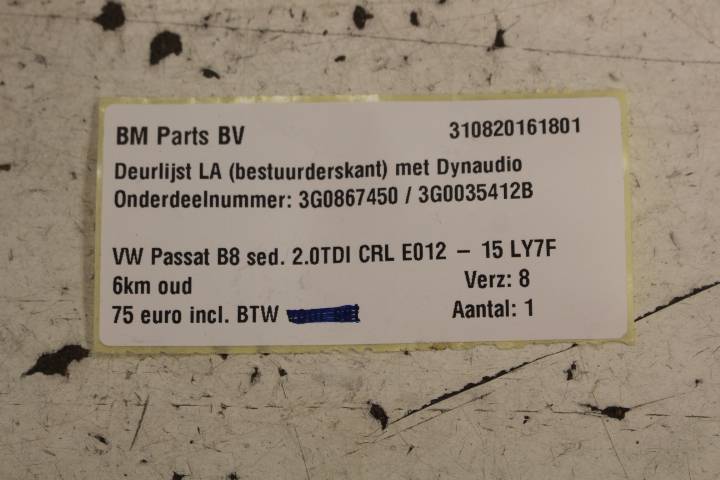 BM Parts BV 310820161801
Deurlijst LA (bestuurderskant) met Dynaudio
Onderdeelnummer: 3G0867450 / 3G0035412B
VW Passat B8 sed. 2.0TDI CRL E012 – 15 LY7F
6km oud Verz: 8
75 euro incl. BTW Aantal: 1